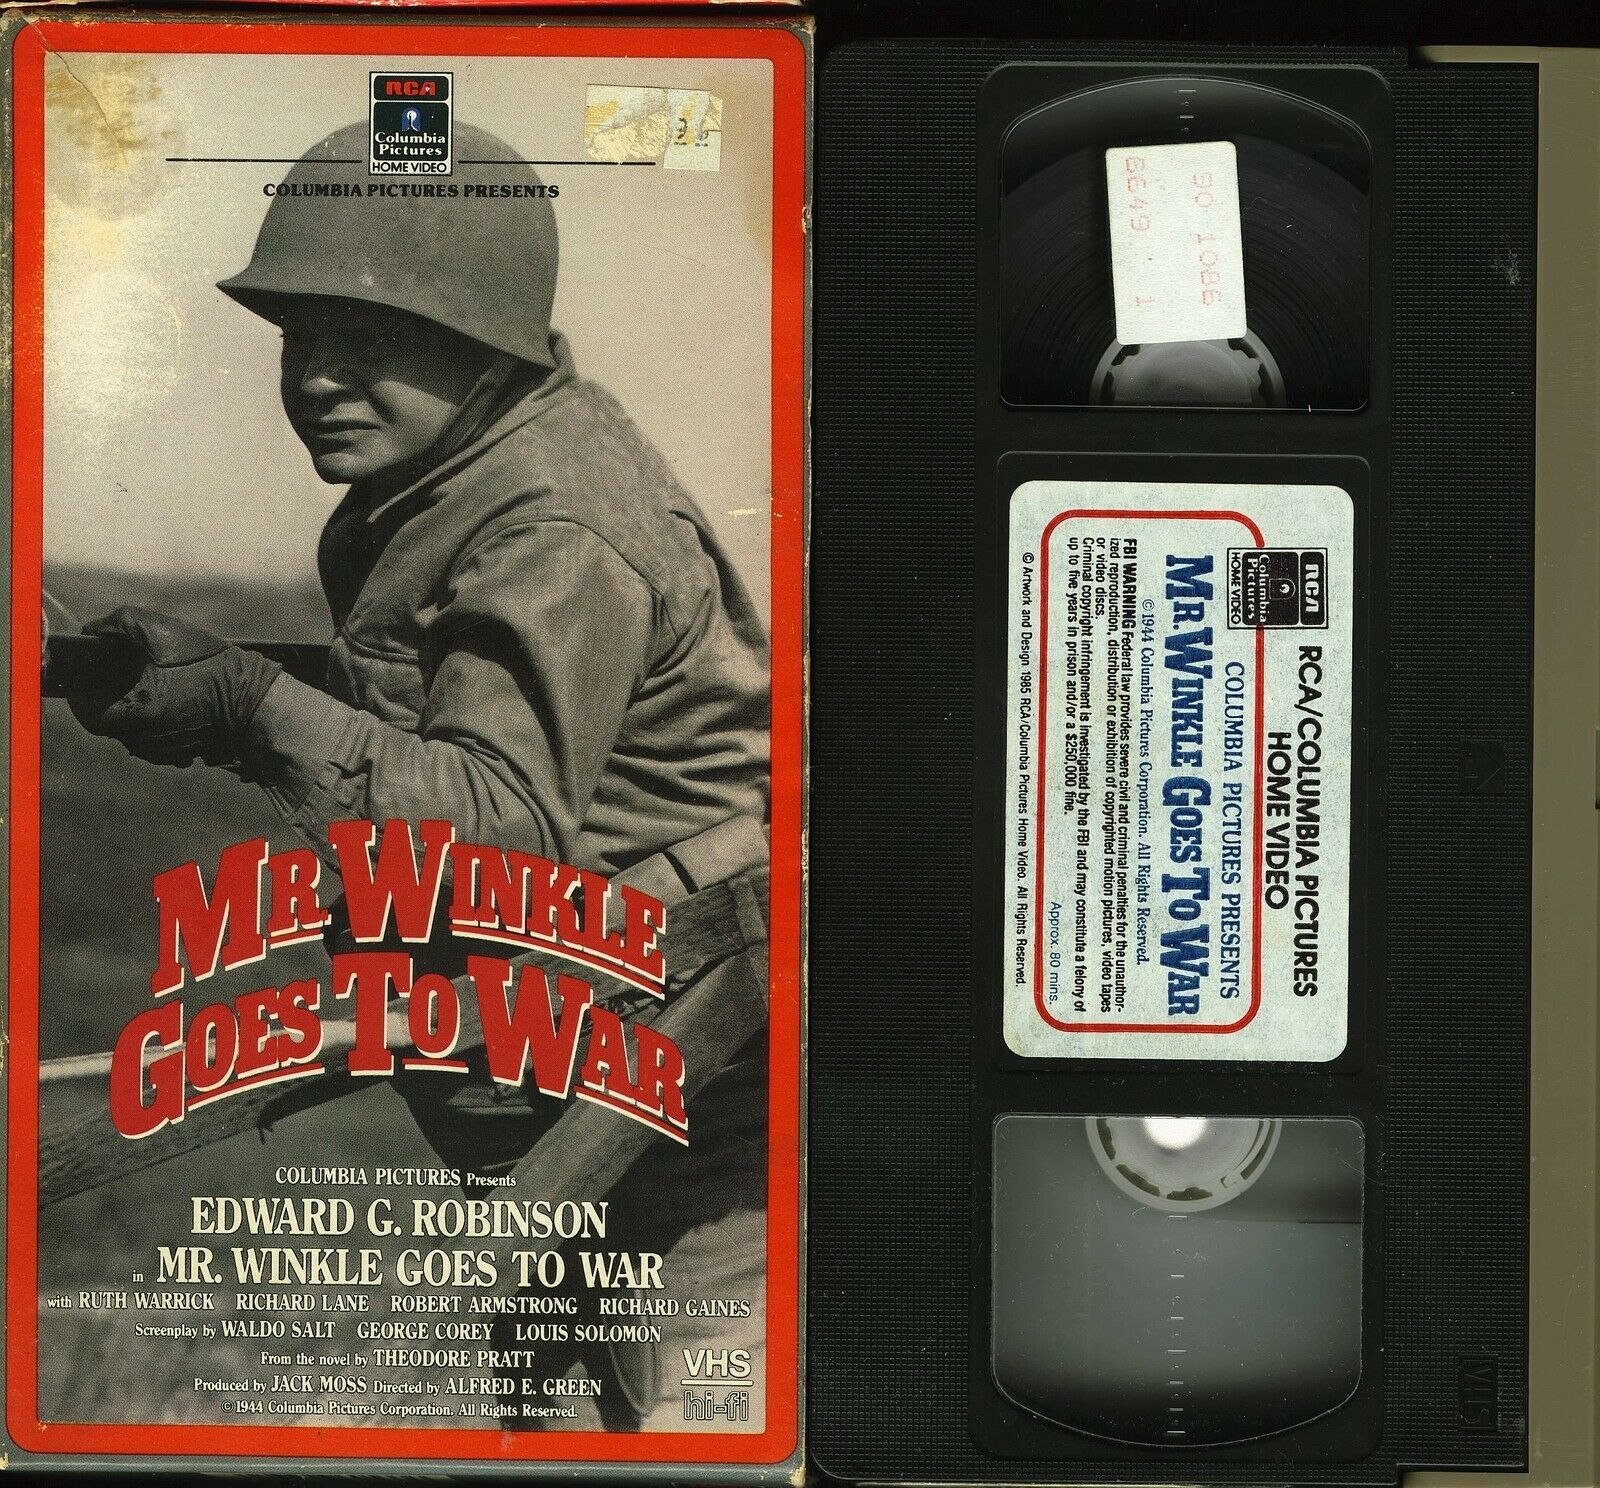 RCA
Columbia
Pictures
HOME VIDEO
COLUMBIA PICTURES PRESENTS
MR. WINKLE
GOES TO WAR
COLUMBIA PICTURES Presents
EDWARD G. ROBINSON
in MR. WINKLE GOES TO WAR
with RUTH WARRICK RICHARD LANE ROBERT ARMSTRONG RICHARD GAINES
Screenplay by WALDO SALT GEORGE COREY LOUIS SOLOMON
From the novel by THEODORE PRATT
Produced by JACK MOSS Directed by ALFRED E. GREEN
© 1944 Columbia Pictures Corporation. All Rights Reserved.
VHS
hi-fi
90 1086
6649 1
RCA
Columbia
Pictures
HOME VIDEO
RCA/COLUMBIA PICTURES
HOME VIDEO
COLUMBIA PICTURES PRESENTS
MR. WINKLE GOES TO WAR
© 1944 Columbia Pictures Corporation. All Rights Reserved.
FBI WARNING Federal law provides severe civil and criminal penalties for the unauthor-
ized reproduction, distribution or exhibition of copyrighted motion pictures, video tapes
or video discs.
Criminal copyright infringement is investigated by the FBI and may constitute a felony of
up to five years in prison and/or a $250,000 fine.
Approx. 80 mins.
© Artwork and Design 1985 RCA/Columbia Pictures Home Video. All Rights Reserved.
VHS